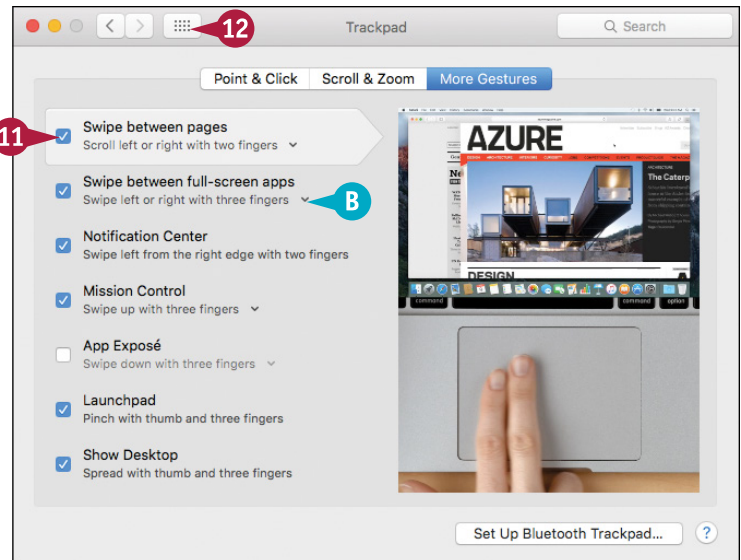 12
Trackpad
Search
Point & Click
Scroll & Zoom
More Gestures
11
Swipe between pages
Scroll left or right with two fingers
Swipe between full-screen apps
Swipe left or right with three fingers
B
Notification Center
Swipe left from the right edge with two fingers
Mission Control
Swipe up with three fingers
App Exposé
Swipe down with three fingers
Launchpad
Pinch with thumb and three fingers
Show Desktop
Spread with thumb and three fingers
AZURE
The Caterp
DESIGN
command
command
option
Set Up Bluetooth Trackpad...
?